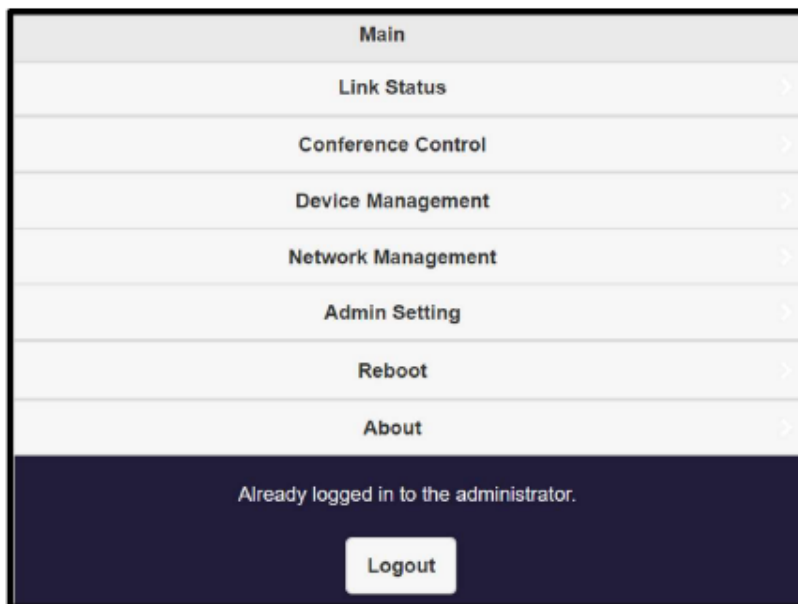 Main
Link Status
Conference Control
Device Management
Network Management
Admin Setting
Reboot
About
Already logged in to the administrator.
Logout